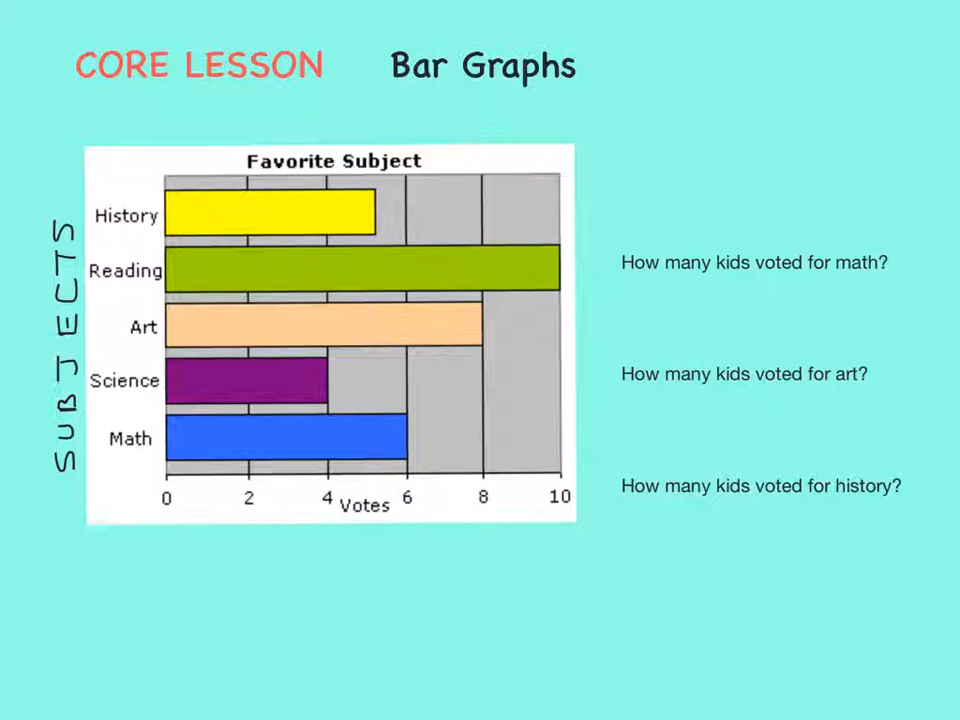 CORE LESSON Bar Graphs
Favorite Subject
SUBJECTS
History
Reading
Art
Science
Math
0 2 4 6 8 10
Votes
How many kids voted for math?
How many kids voted for art?
How many kids voted for history?